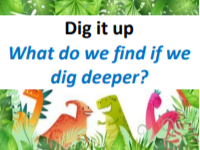 Dig it up
What do we find if we
dig deeper?